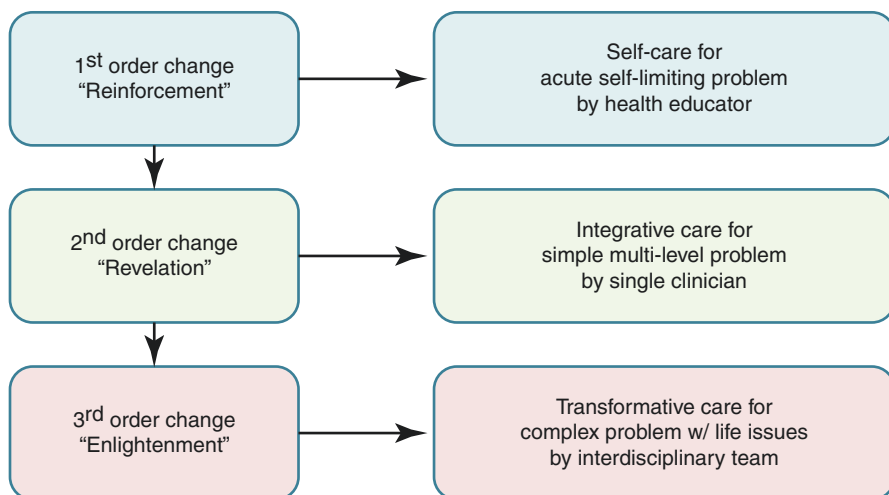 1st order change
“Reinforcement”
Self-care for
acute self-limiting problem
by health educator
2nd order change
“Revelation”
Integrative care for
simple multi-level problem
by single clinician
3rd order change
“Enlightenment”
Transformative care for
complex problem w/ life issues
by interdisciplinary team